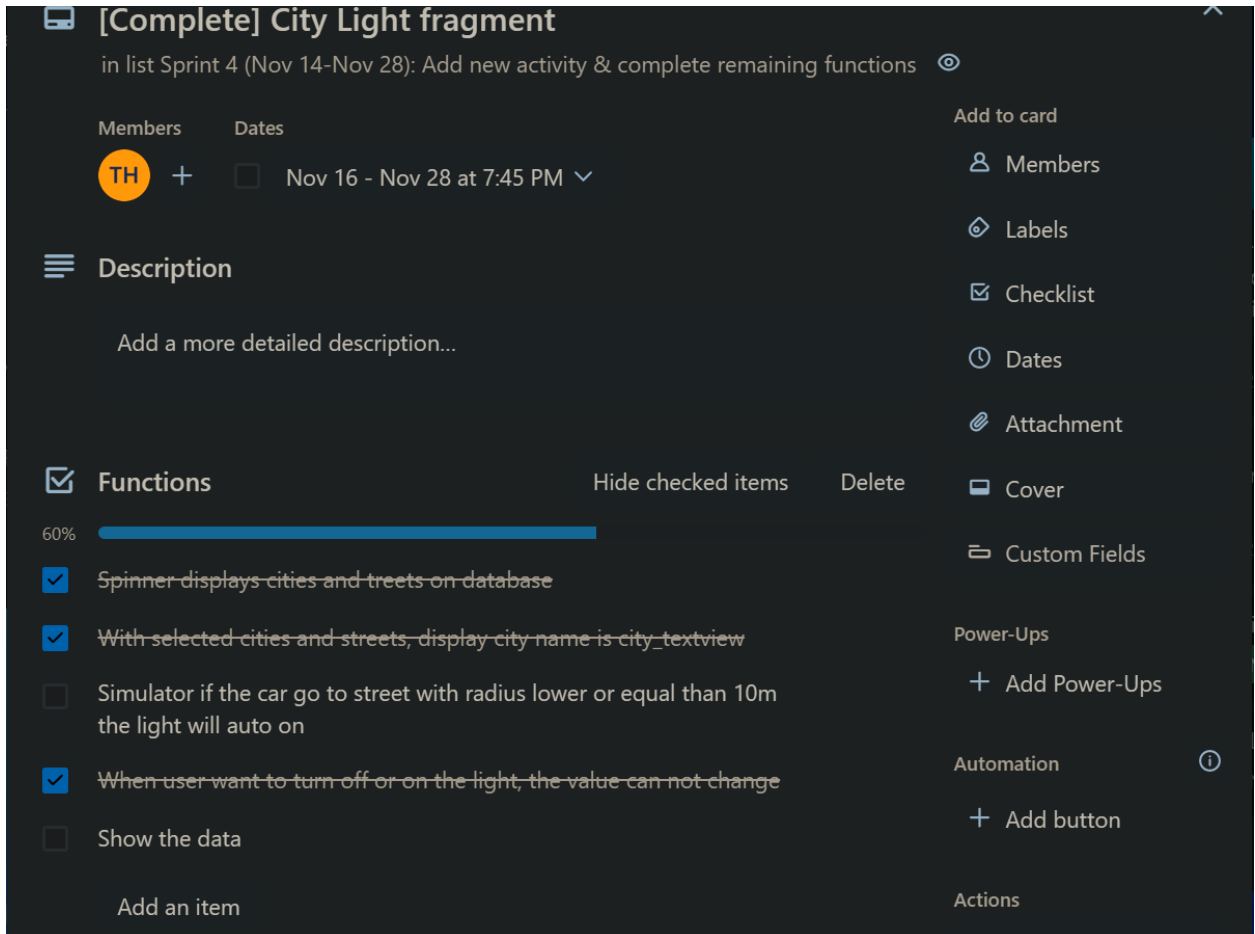 [Complete] City Light fragment
in list Sprint 4 (Nov 14-Nov 28): Add new activity & complete remaining functions
Members
Dates
TH
Nov 16 - Nov 28 at 7:45 PM
Description
Add a more detailed description...
Functions
Hide checked items
Delete
60%
Spinner displays cities and treets on database
With selected cities and streets, display city name is city_textview
Simulator if the car go to street with radius lower or equal than 10m
the light will auto on
When user want to turn off or on the light, the value can not change
Show the data
Add an item
Add to card
Members
Labels
Checklist
Dates
Attachment
Cover
Custom Fields
Power-Ups
Add Power-Ups
Automation
Add button
Actions